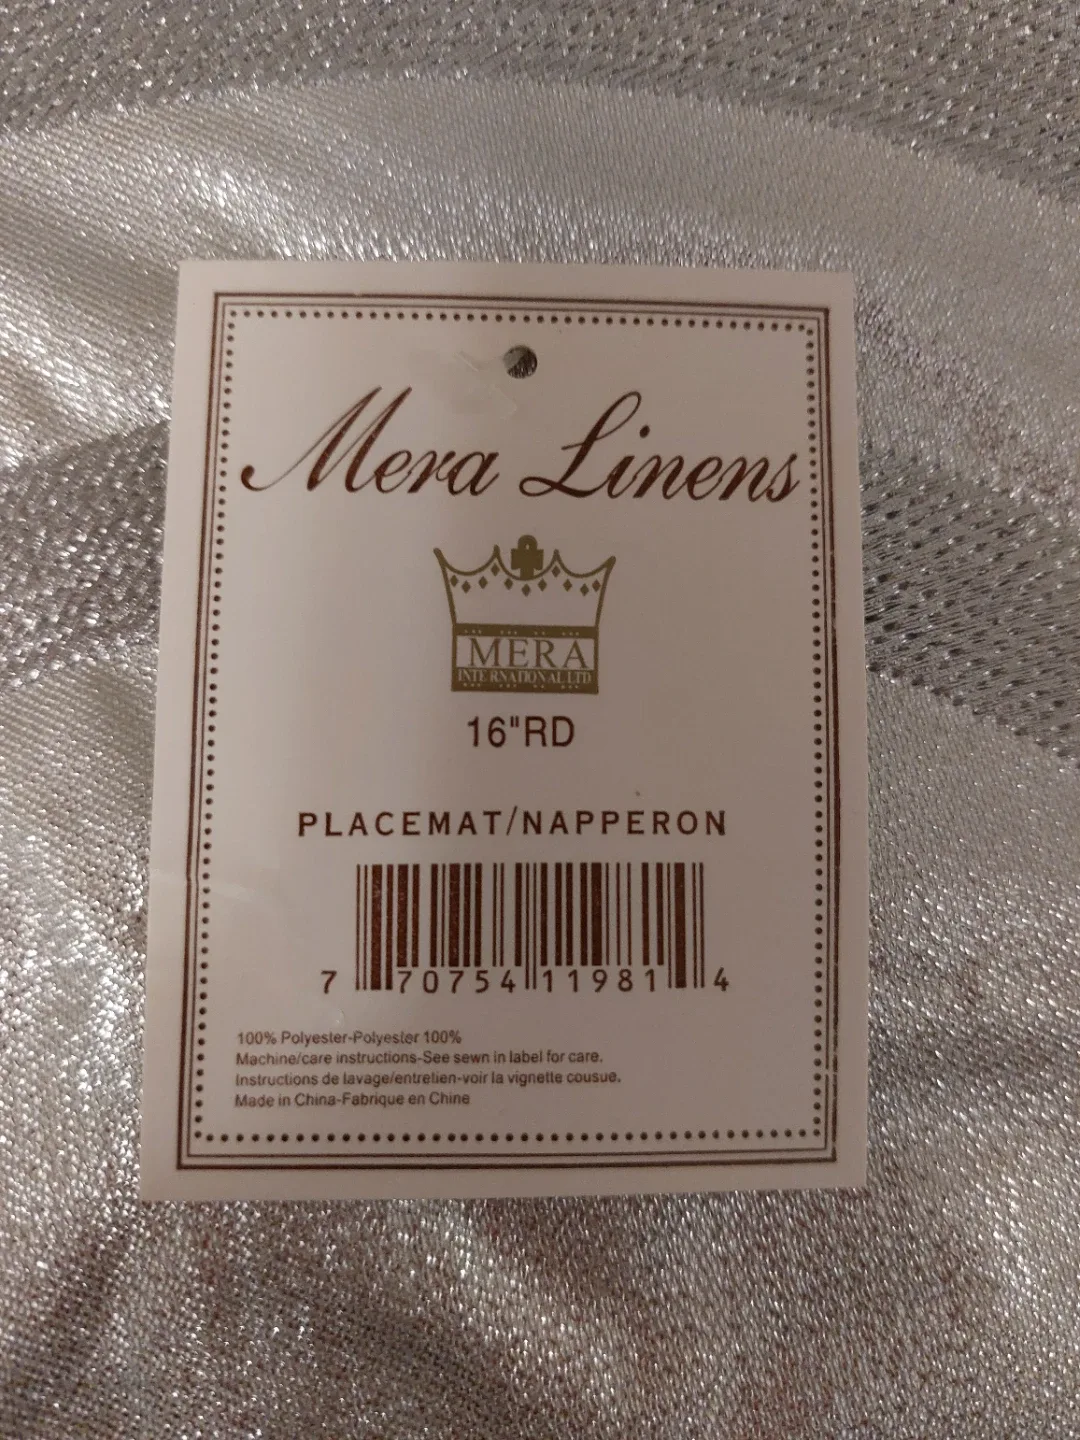 Mera Linens
MERA
INTERNATIONAL LTD
16"RD
PLACEMAT/NAPPERON
7 70754 11981 4
100% Polyester-Polyester 100%
Machine/care instructions-See sewn in label for care.
Instructions de lavage/entretien-voir la vignette cousue.
Made in China-Fabrique en Chine